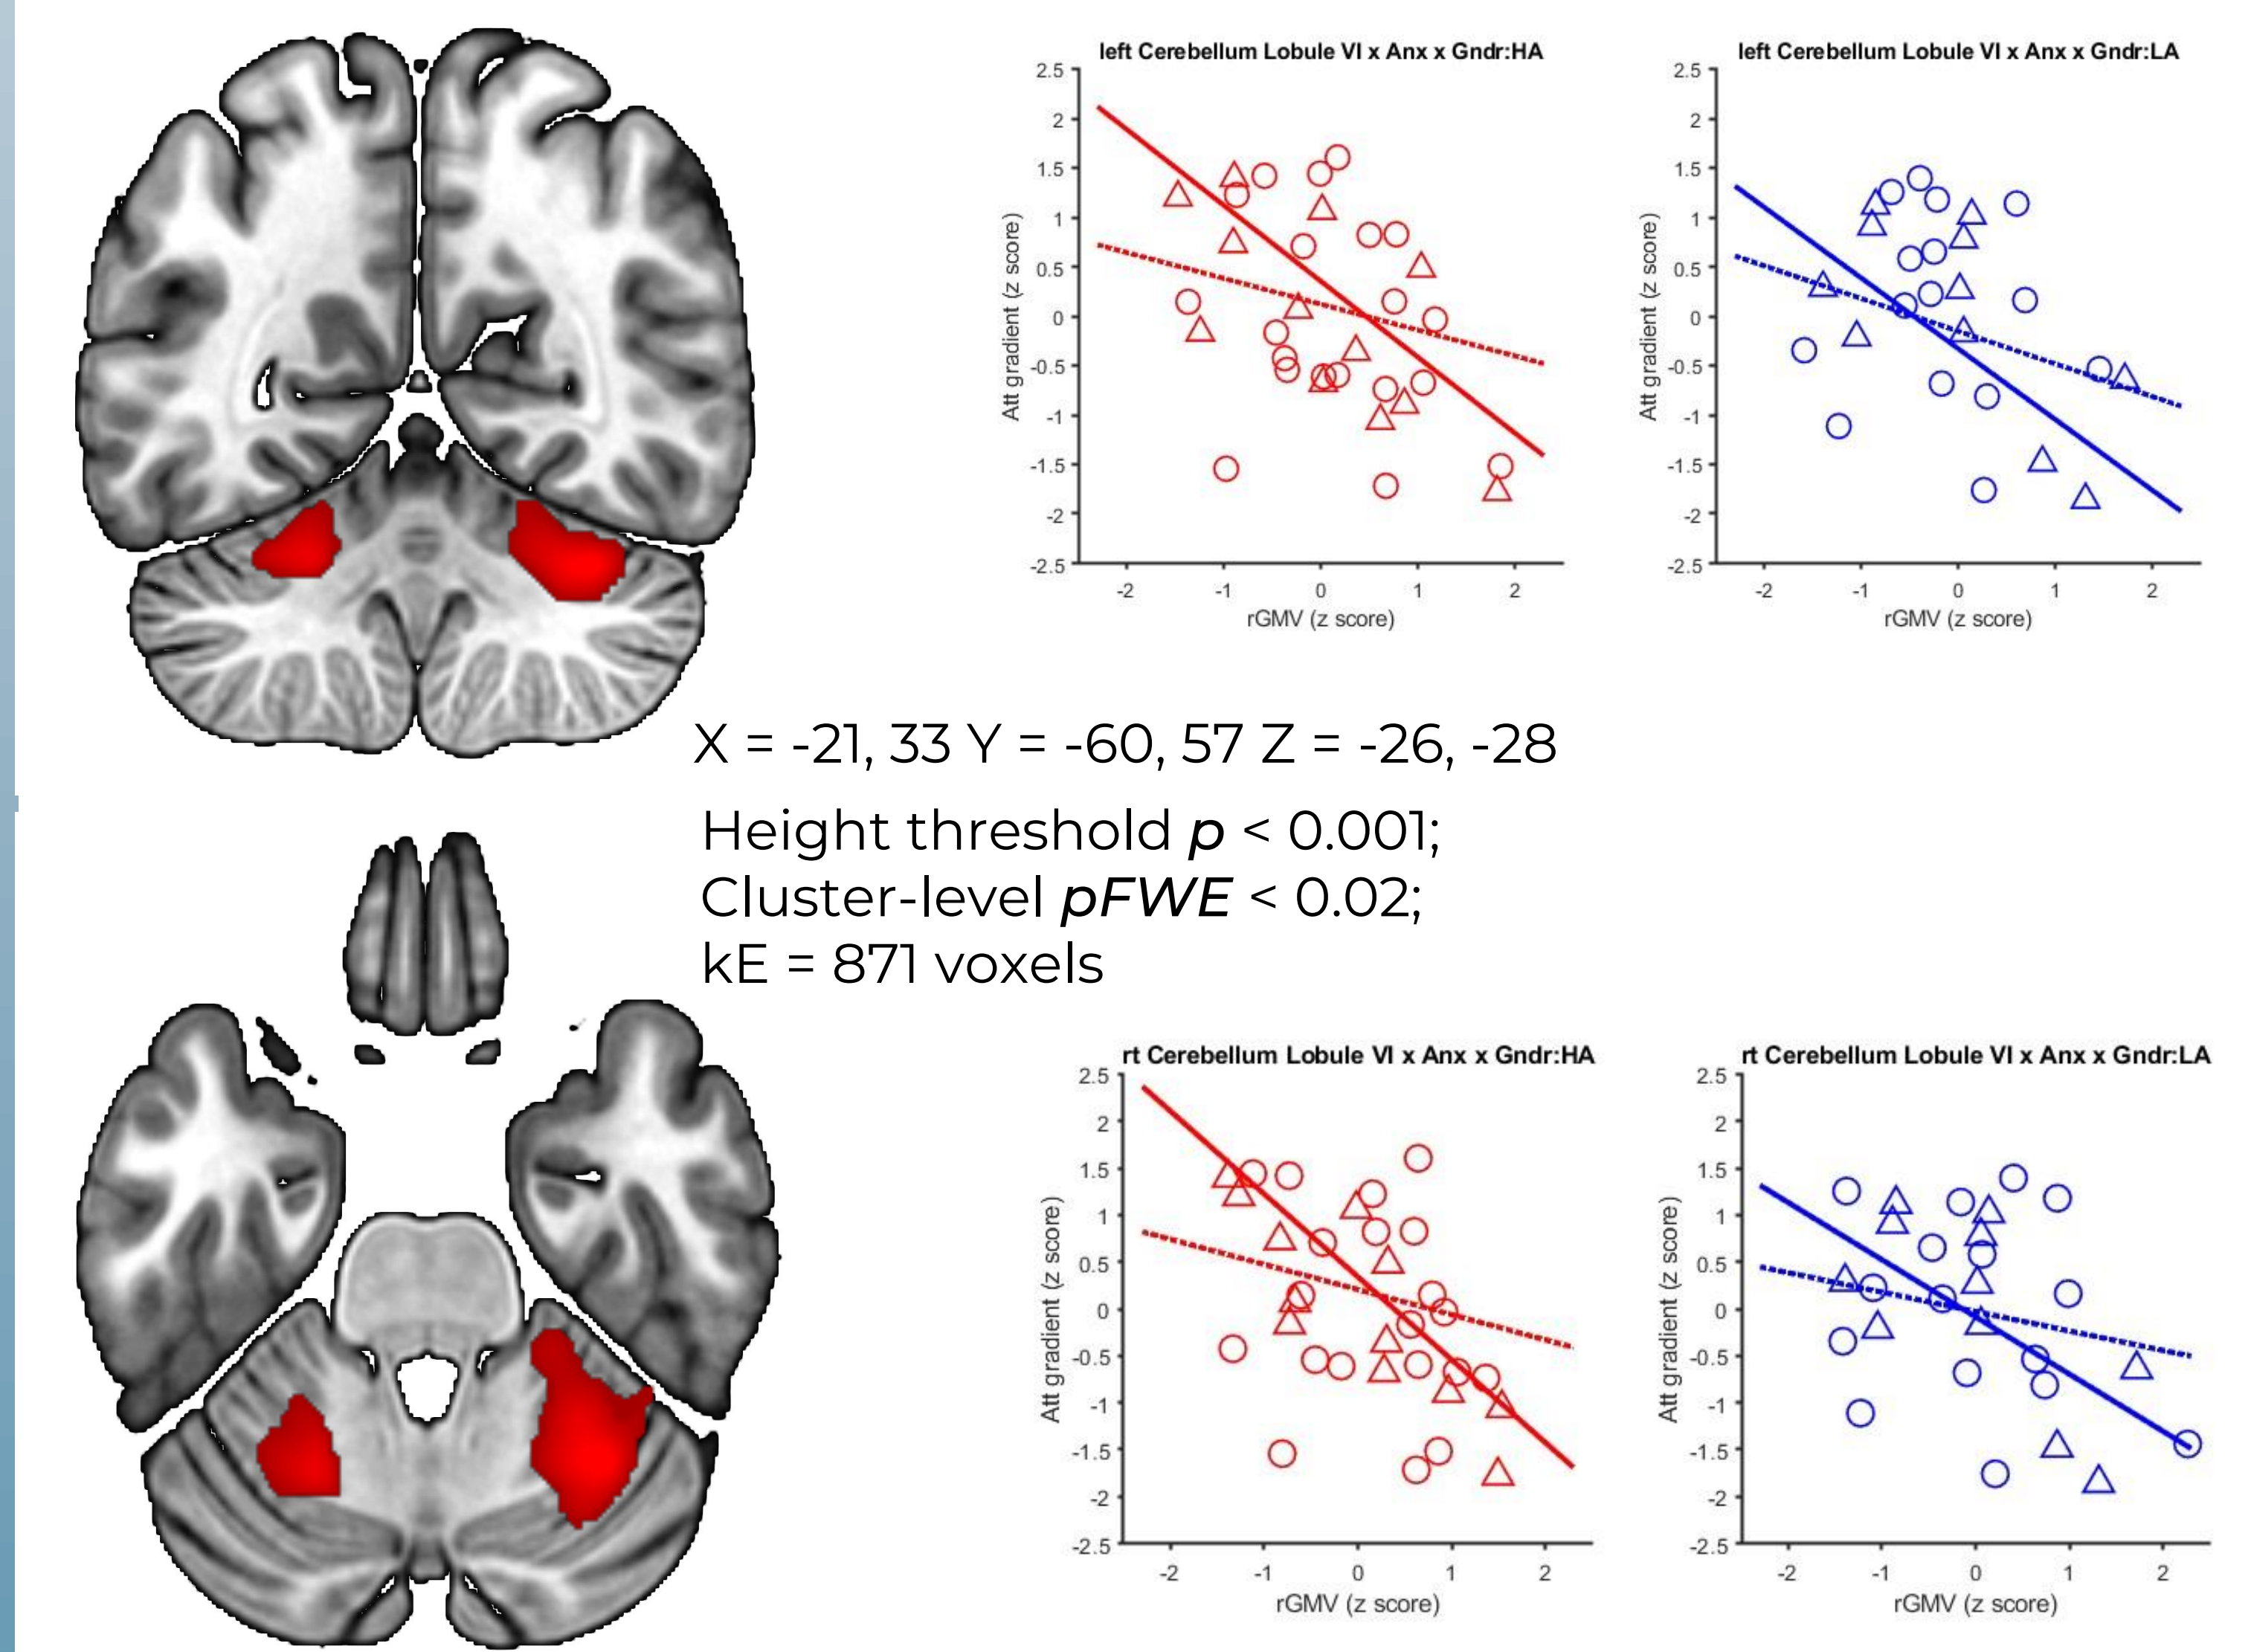 left Cerebellum Lobule VI x Anx x Gndr:HA
2.5
2
1.5
1
0.5
0
-0.5
-1
-1.5
-2
-2.5
Att gradient (z score)
-2 -1 0 1 2
rGMV (z score)
left Cerebellum Lobule VI x Anx x Gndr:LA
2.5
2
1.5
1
0.5
0
-0.5
-1
-1.5
-2
-2.5
Att gradient (z score)
-2 -1 0 1 2
rGMV (z score)
X = -21, 33 Y = -60, 57 Z = -26, -28
Height threshold p < 0.001;
Cluster-level pFWE < 0.02;
kE = 871 voxels
rt Cerebellum Lobule VI x Anx x Gndr:HA
2.5
2
1.5
1
0.5
0
-0.5
-1
-1.5
-2
-2.5
Att gradient (z score)
-2 -1 0 1 2
rGMV (z score)
rt Cerebellum Lobule VI x Anx x Gndr:LA
2.5
2
1.5
1
0.5
0
-0.5
-1
-1.5
-2
-2.5
Att gradient (z score)
-2 -1 0 1 2
rGMV (z score)